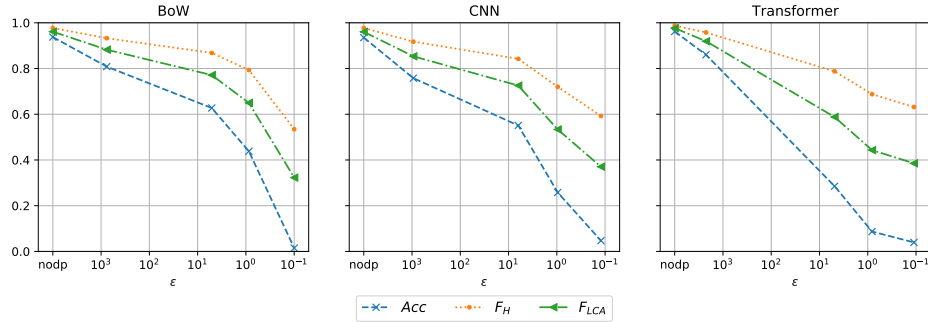 BoW CNN Transformer
1.0
0.8
0.6
0.4
0.2
0.0
nodp 10³ 10² 10¹ 10⁰ 10⁻¹ nodp 10³ 10² 10¹ 10⁰ 10⁻¹ nodp 10³ 10² 10¹ 10⁰ 10⁻¹
ε ε ε
Acc F_H F_LCA